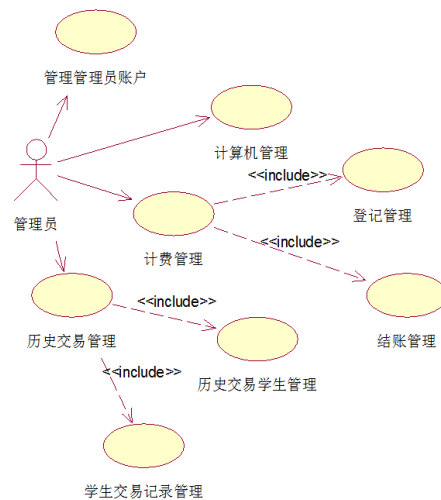 管理管理员账户
计算机管理
<<include>>
登记管理
管理员
<<include>>
计费管理
<<include>>
历史交易管理
结账管理
<<include>>
历史交易学生管理
学生交易记录管理